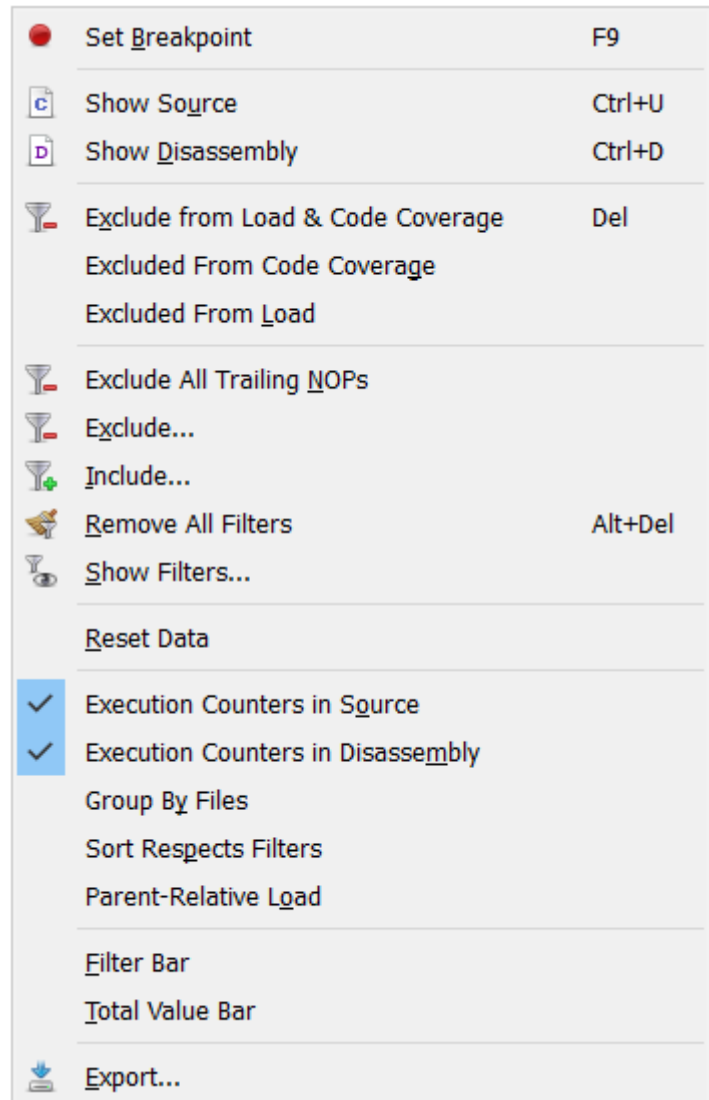 Set Breakpoint F9
C Show Source Ctrl+U
D Show Disassembly Ctrl+D
Exclude from Load & Code Coverage Del
Excluded From Code Coverage
Excluded From Load
Exclude All Trailing NOPs
Exclude...
Include...
Remove All Filters Alt+Del
Show Filters...
Reset Data
Execution Counters in Source
Execution Counters in Disassembly
Group By Files
Sort Respects Filters
Parent-Relative Load
Filter Bar
Total Value Bar
Export...